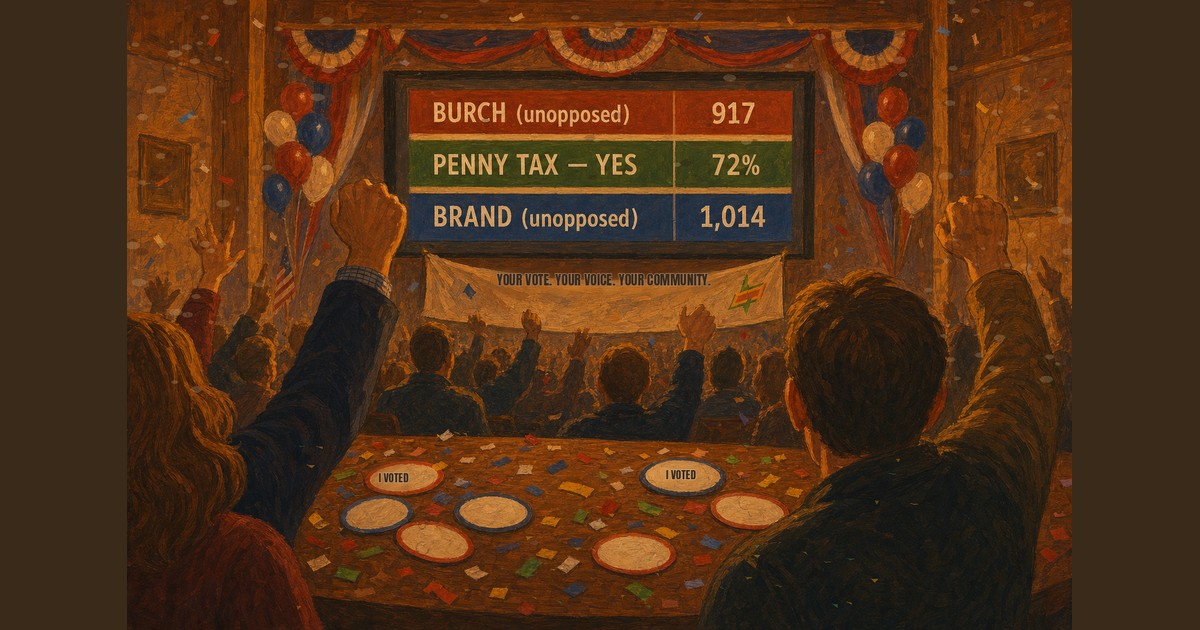 BURCH (unopposed) 917
PENNY TAX — YES 72%
BRAND (unopposed) 1,014
YOUR VOTE. YOUR VOICE. YOUR COMMUNITY.
I VOTED
I VOTED